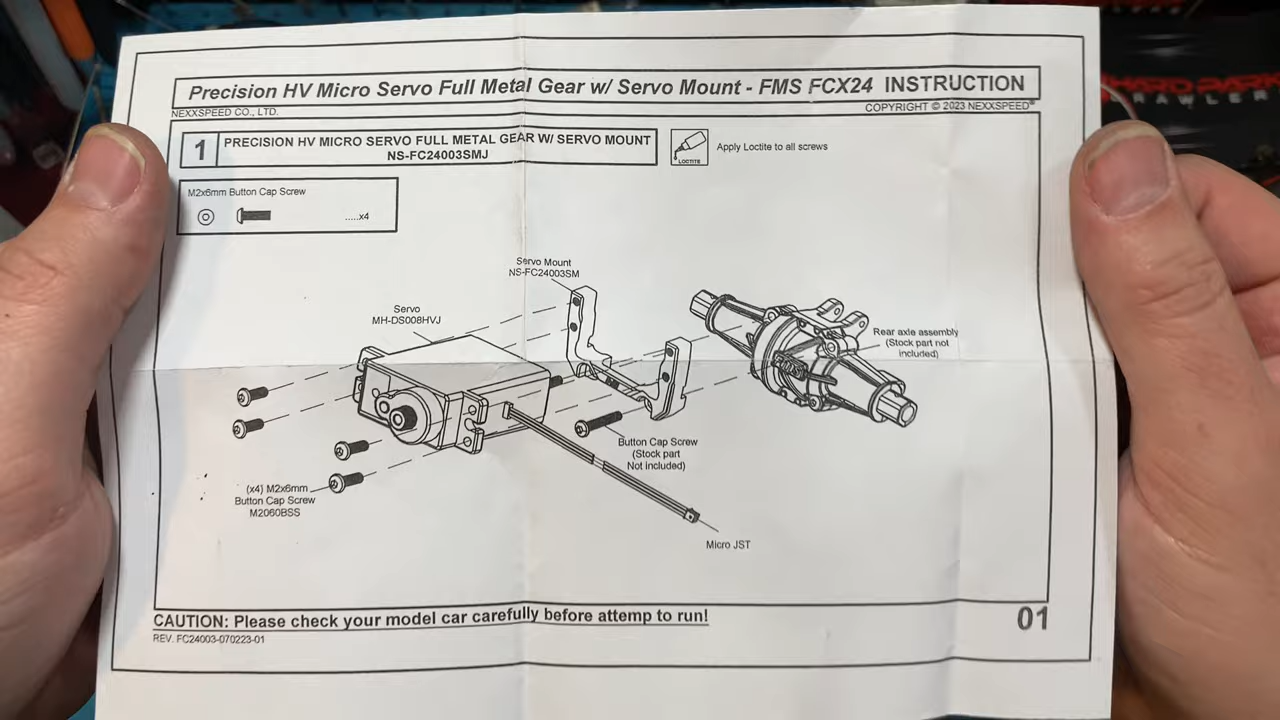 Precision HV Micro Servo Full Metal Gear w/ Servo Mount - FMS FCX24 INSTRUCTION
NEXXSPEED CO., LTD.
COPYRIGHT © 2023 NEXXSPEED®
1
PRECISION HV MICRO SERVO FULL METAL GEAR W/ SERVO MOUNT
NS-FC24003SMJ
LOCTITE
Apply Loctite to all screws
M2x6mm Button Cap Screw
.....x4
Servo Mount
NS-FC24003SM
Servo
MH-DS008HVJ
Rear axle assembly
(Stock part not
included)
Button Cap Screw
(Stock part
Not included)
(x4) M2x6mm
Button Cap Screw
M2060BSS
Micro JST
CAUTION: Please check your model car carefully before attemp to run!
01
REV. FC24003-070223-01
HARD PARK
CRAWLER